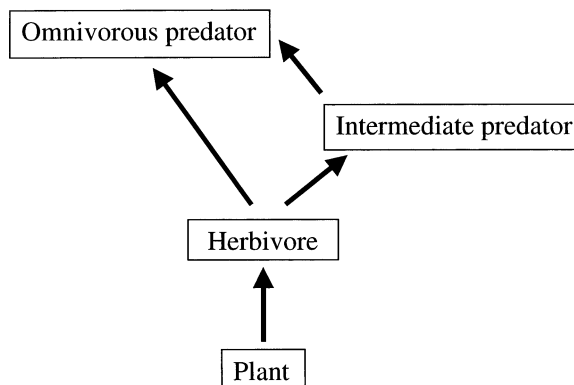 Omnivorous predator
Intermediate predator
Herbivore
Plant